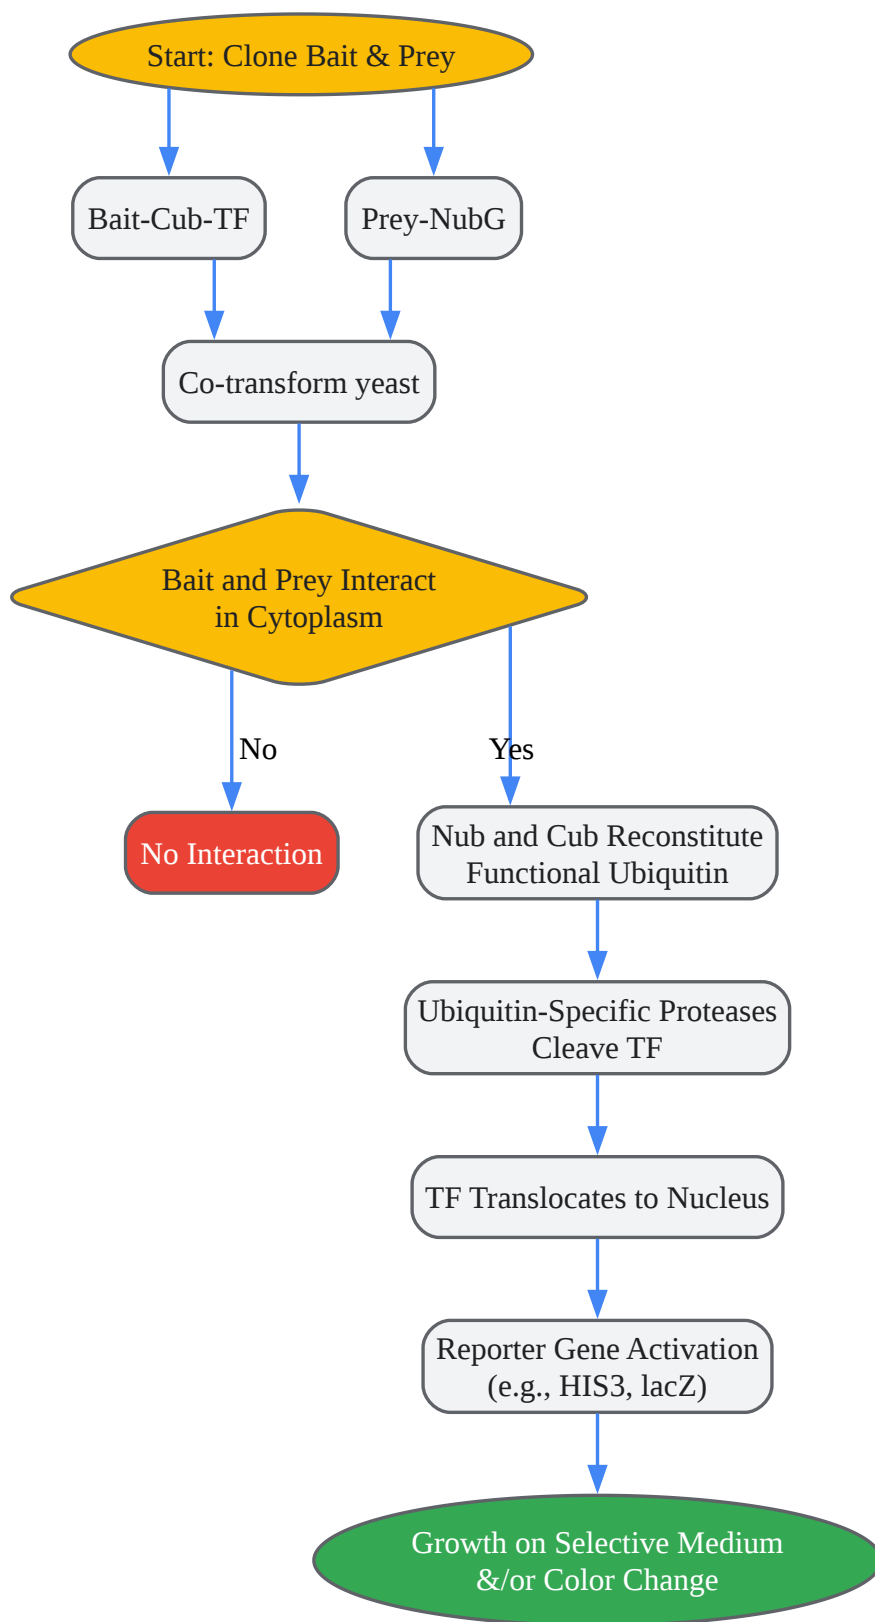 Start: Clone Bait & Prey
Bait-Cub-TF
Prey-NubG
Co-transform yeast
Bait and Prey Interact
in Cytoplasm
No
Yes
No Interaction
Nub and Cub Reconstitute
Functional Ubiquitin
Ubiquitin-Specific Proteases
Cleave TF
TF Translocates to Nucleus
Reporter Gene Activation
(e.g., HIS3, lacZ)
Growth on Selective Medium
&/or Color Change